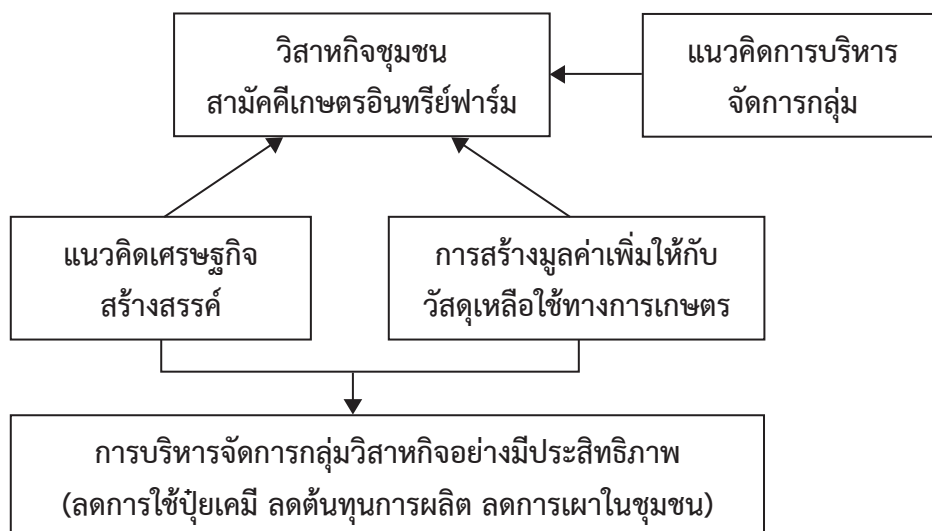 วิสาหกิจชุมชน
สามัคคีเกษตรอินทรีย์ฟาร์ม
แนวคิดการบริหาร
จัดการกลุ่ม
แนวคิดเศรษฐกิจ
สร้างสรรค์
การสร้างมูลค่าเพิ่มให้กับ
วัสดุเหลือใช้ทางการเกษตร
การบริหารจัดการกลุ่มวิสาหกิจอย่างมีประสิทธิภาพ
(ลดการใช้ปุ๋ยเคมี ลดต้นทุนการผลิต ลดการเผาในชุมชน)